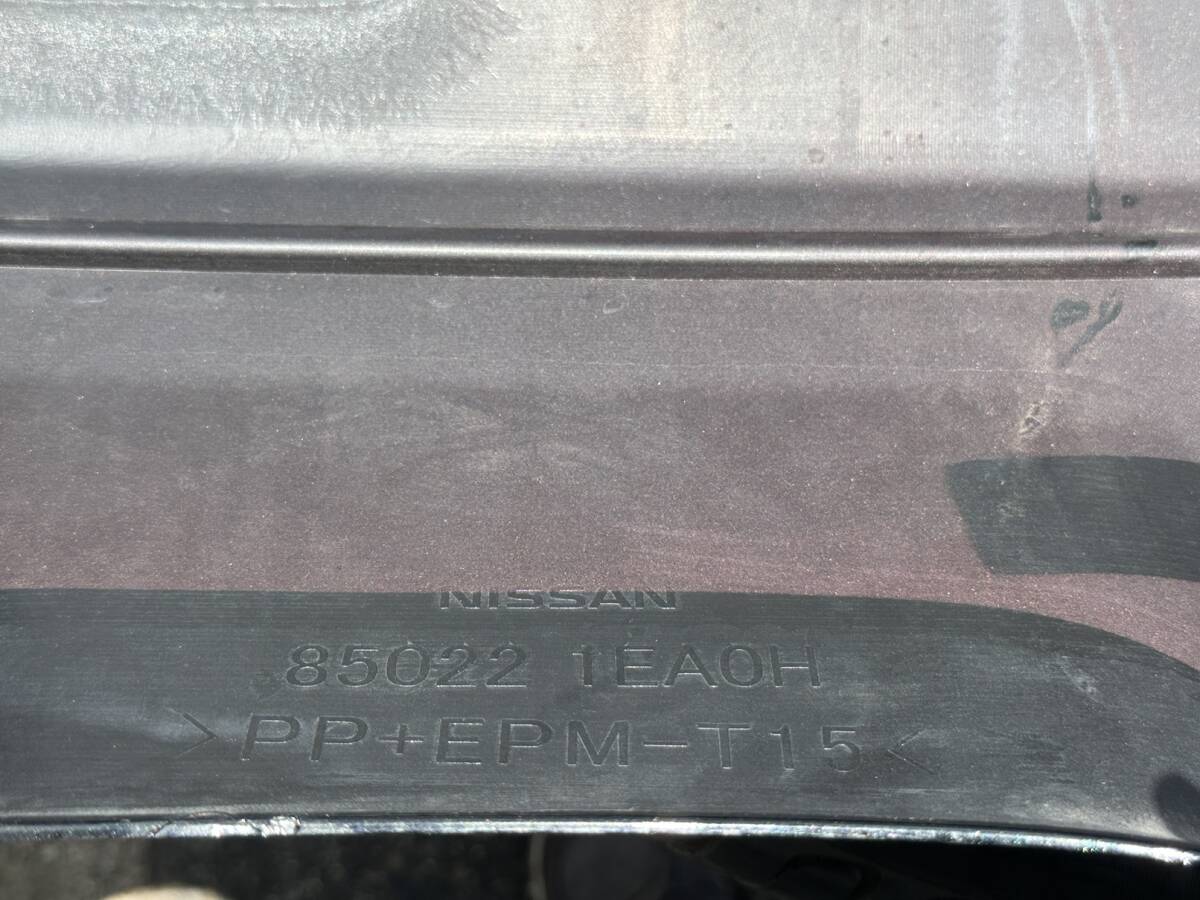 NISSAN
85022 1EA0H
>PP+EPM-T15<